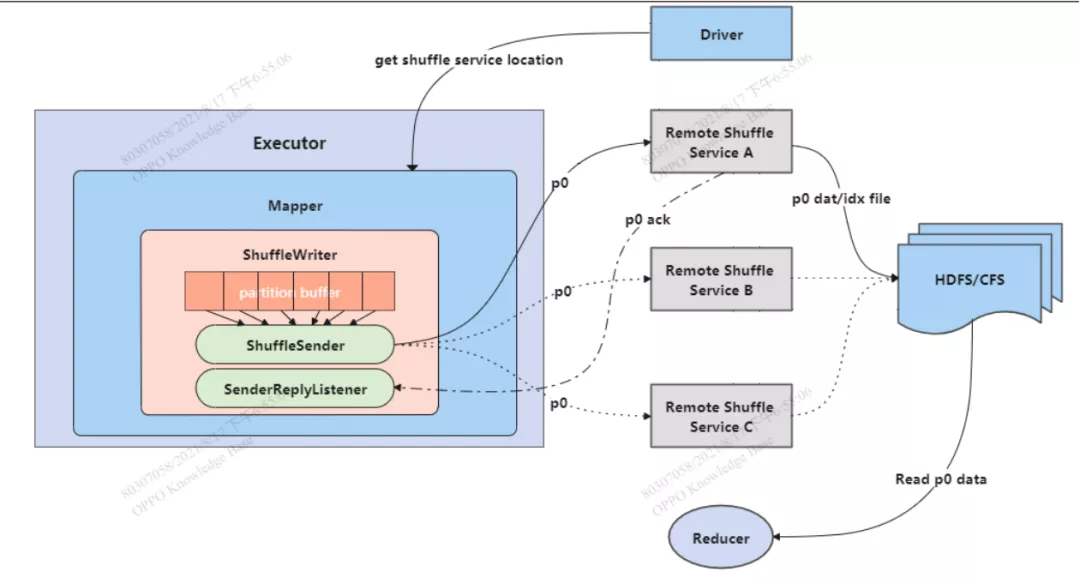 Driver
get shuffle service location
Executor
Mapper
ShuffleWriter
partition buffer
ShuffleSender
SenderReplyListener
p0
p0
p0
p0 ack
Remote Shuffle
Service A
Remote Shuffle
Service B
Remote Shuffle
Service C
p0 dat/idx file
HDFS/CFS
Read p0 data
Reducer
80307058/2021/8/17 下午6:55:06
OPPO Knowledge Base
80307058/2021/8/17 下午6:55:06
OPPO Knowledge Base
80307058/2021/8/17 下午6:55:06
OPPO Knowledge Base
80307058/2021/8/17 下午6:55:06
OPPO Knowledge Base